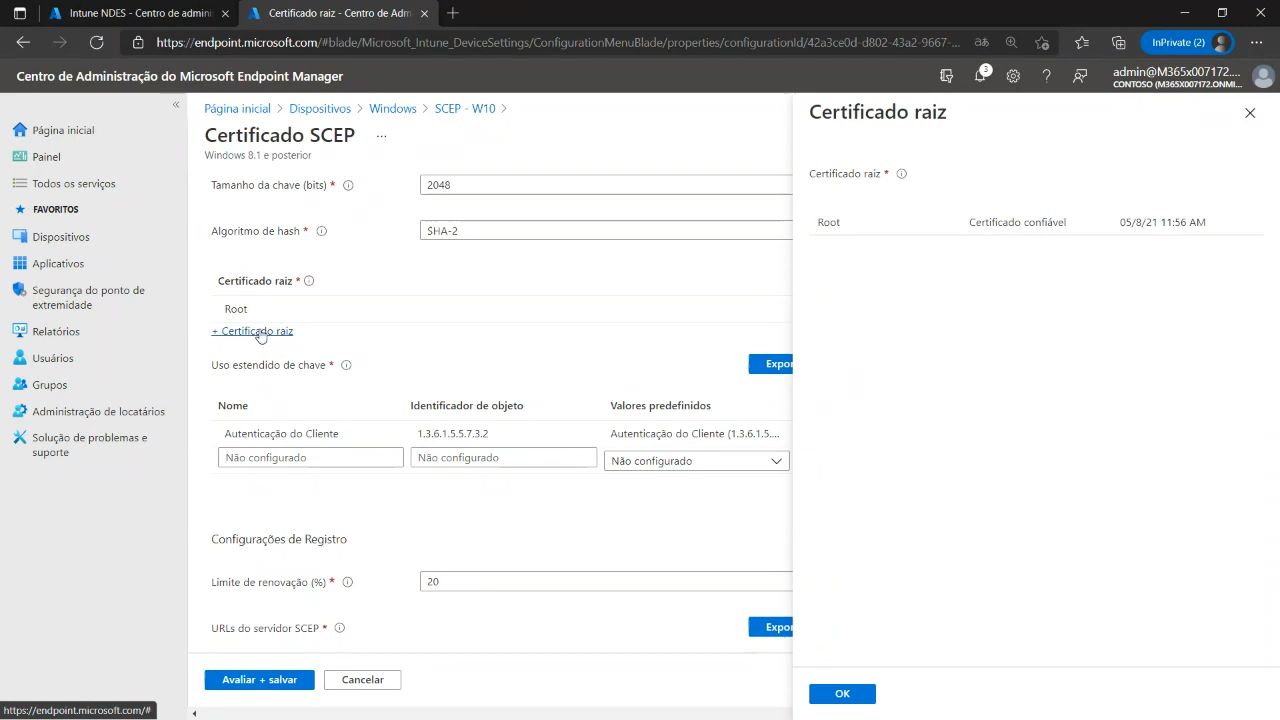 Intune NDES - Centro de admini
Certificado raiz - Centro de Adm
https://endpoint.microsoft.com/#blade/Microsoft_Intune_DeviceSettings/ConfigurationMenuBlade/properties/configurationId/42a3ce0d-d802-43a2-9667-...
InPrivate (2)
Centro de Administração do Microsoft Endpoint Manager
3
admin@M365x007172....
CONTOSO (M365X007172.ONMI...
Página inicial
Painel
Todos os serviços
FAVORITOS
Dispositivos
Aplicativos
Segurança do ponto de
extremidade
Relatórios
Usuários
Grupos
Administração de locatários
Solução de problemas e
suporte
Página inicial > Dispositivos > Windows > SCEP - W10 >
Certificado SCEP ...
Windows 8.1 e posterior
Tamanho da chave (bits) * 2048
Algoritmo de hash * SHA-2
Certificado raiz *
Root
+ Certificado raiz
Uso estendido de chave * Expor
Nome Identificador de objeto Valores predefinidos
Autenticação do Cliente 1.3.6.1.5.5.7.3.2 Autenticação do Cliente (1.3.6.1.5....
Não configurado Não configurado Não configurado
Configurações de Registro
Limite de renovação (%) * 20
URLs do servidor SCEP * Expor
Avaliar + salvar Cancelar
Certificado raiz
Certificado raiz *
Root Certificado confiável 05/8/21 11:56 AM
OK
https://endpoint.microsoft.com/#